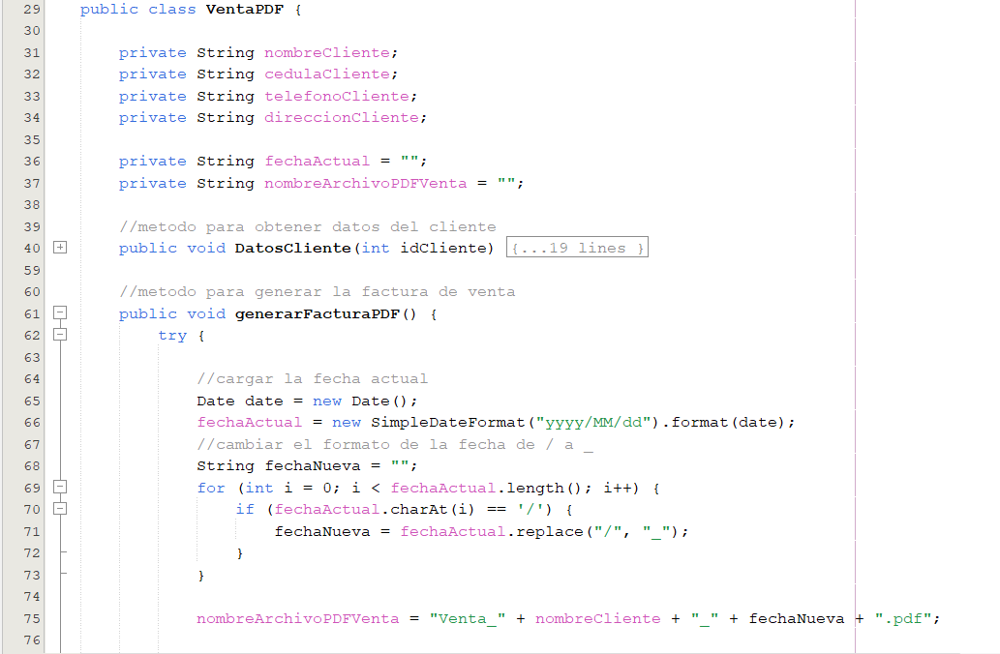 29 public class VentaPDF {
30
31 private String nombreCliente;
32 private String cedulaCliente;
33 private String telefonoCliente;
34 private String direccionCliente;
35
36 private String fechaActual = "";
37 private String nombreArchivoPDFVenta = "";
38
39 //metodo para obtener datos del cliente
40 public void DatosCliente(int idCliente) {...19 lines }
59
60 //metodo para generar la factura de venta
61 public void generarFacturaPDF() {
62 try {
63
64 //cargar la fecha actual
65 Date date = new Date();
66 fechaActual = new SimpleDateFormat("yyyy/MM/dd").format(date);
67 //cambiar el formato de la fecha de / a _
68 String fechaNueva = "";
69 for (int i = 0; i < fechaActual.length(); i++) {
70 if (fechaActual.charAt(i) == '/') {
71 fechaNueva = fechaActual.replace("/", "_");
72 }
73 }
74
75 nombreArchivoPDFVenta = "Venta_" + nombreCliente + "_" + fechaNueva + ".pdf";
76